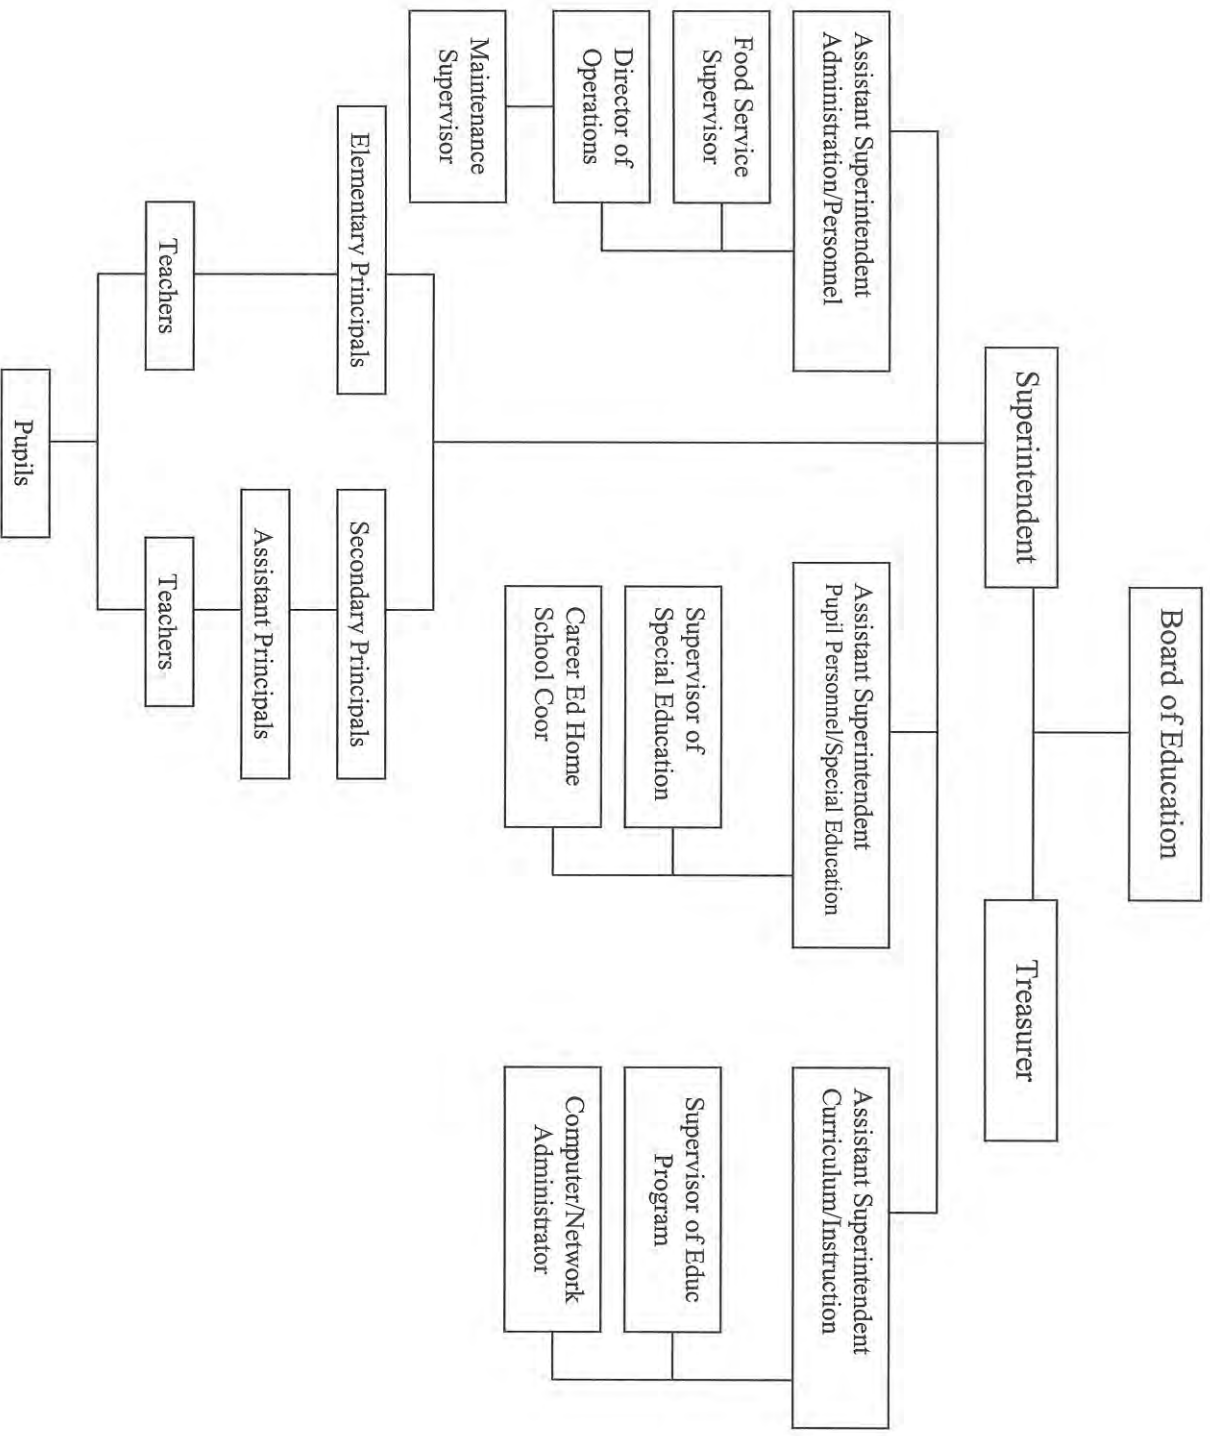 Board of Education
Superintendent
Treasurer
Assistant Superintendent
Administration/Personnel
Assistant Superintendent
Pupil Personnel/Special Education
Assistant Superintendent
Curriculum/Instruction
Food Service
Supervisor
Supervisor of
Special Education
Supervisor of Educ
Program
Director of
Operations
Career Ed Home
School Coor
Computer/Network
Administrator
Maintenance
Supervisor
Elementary Principals
Secondary Principals
Assistant Principals
Teachers
Teachers
Pupils